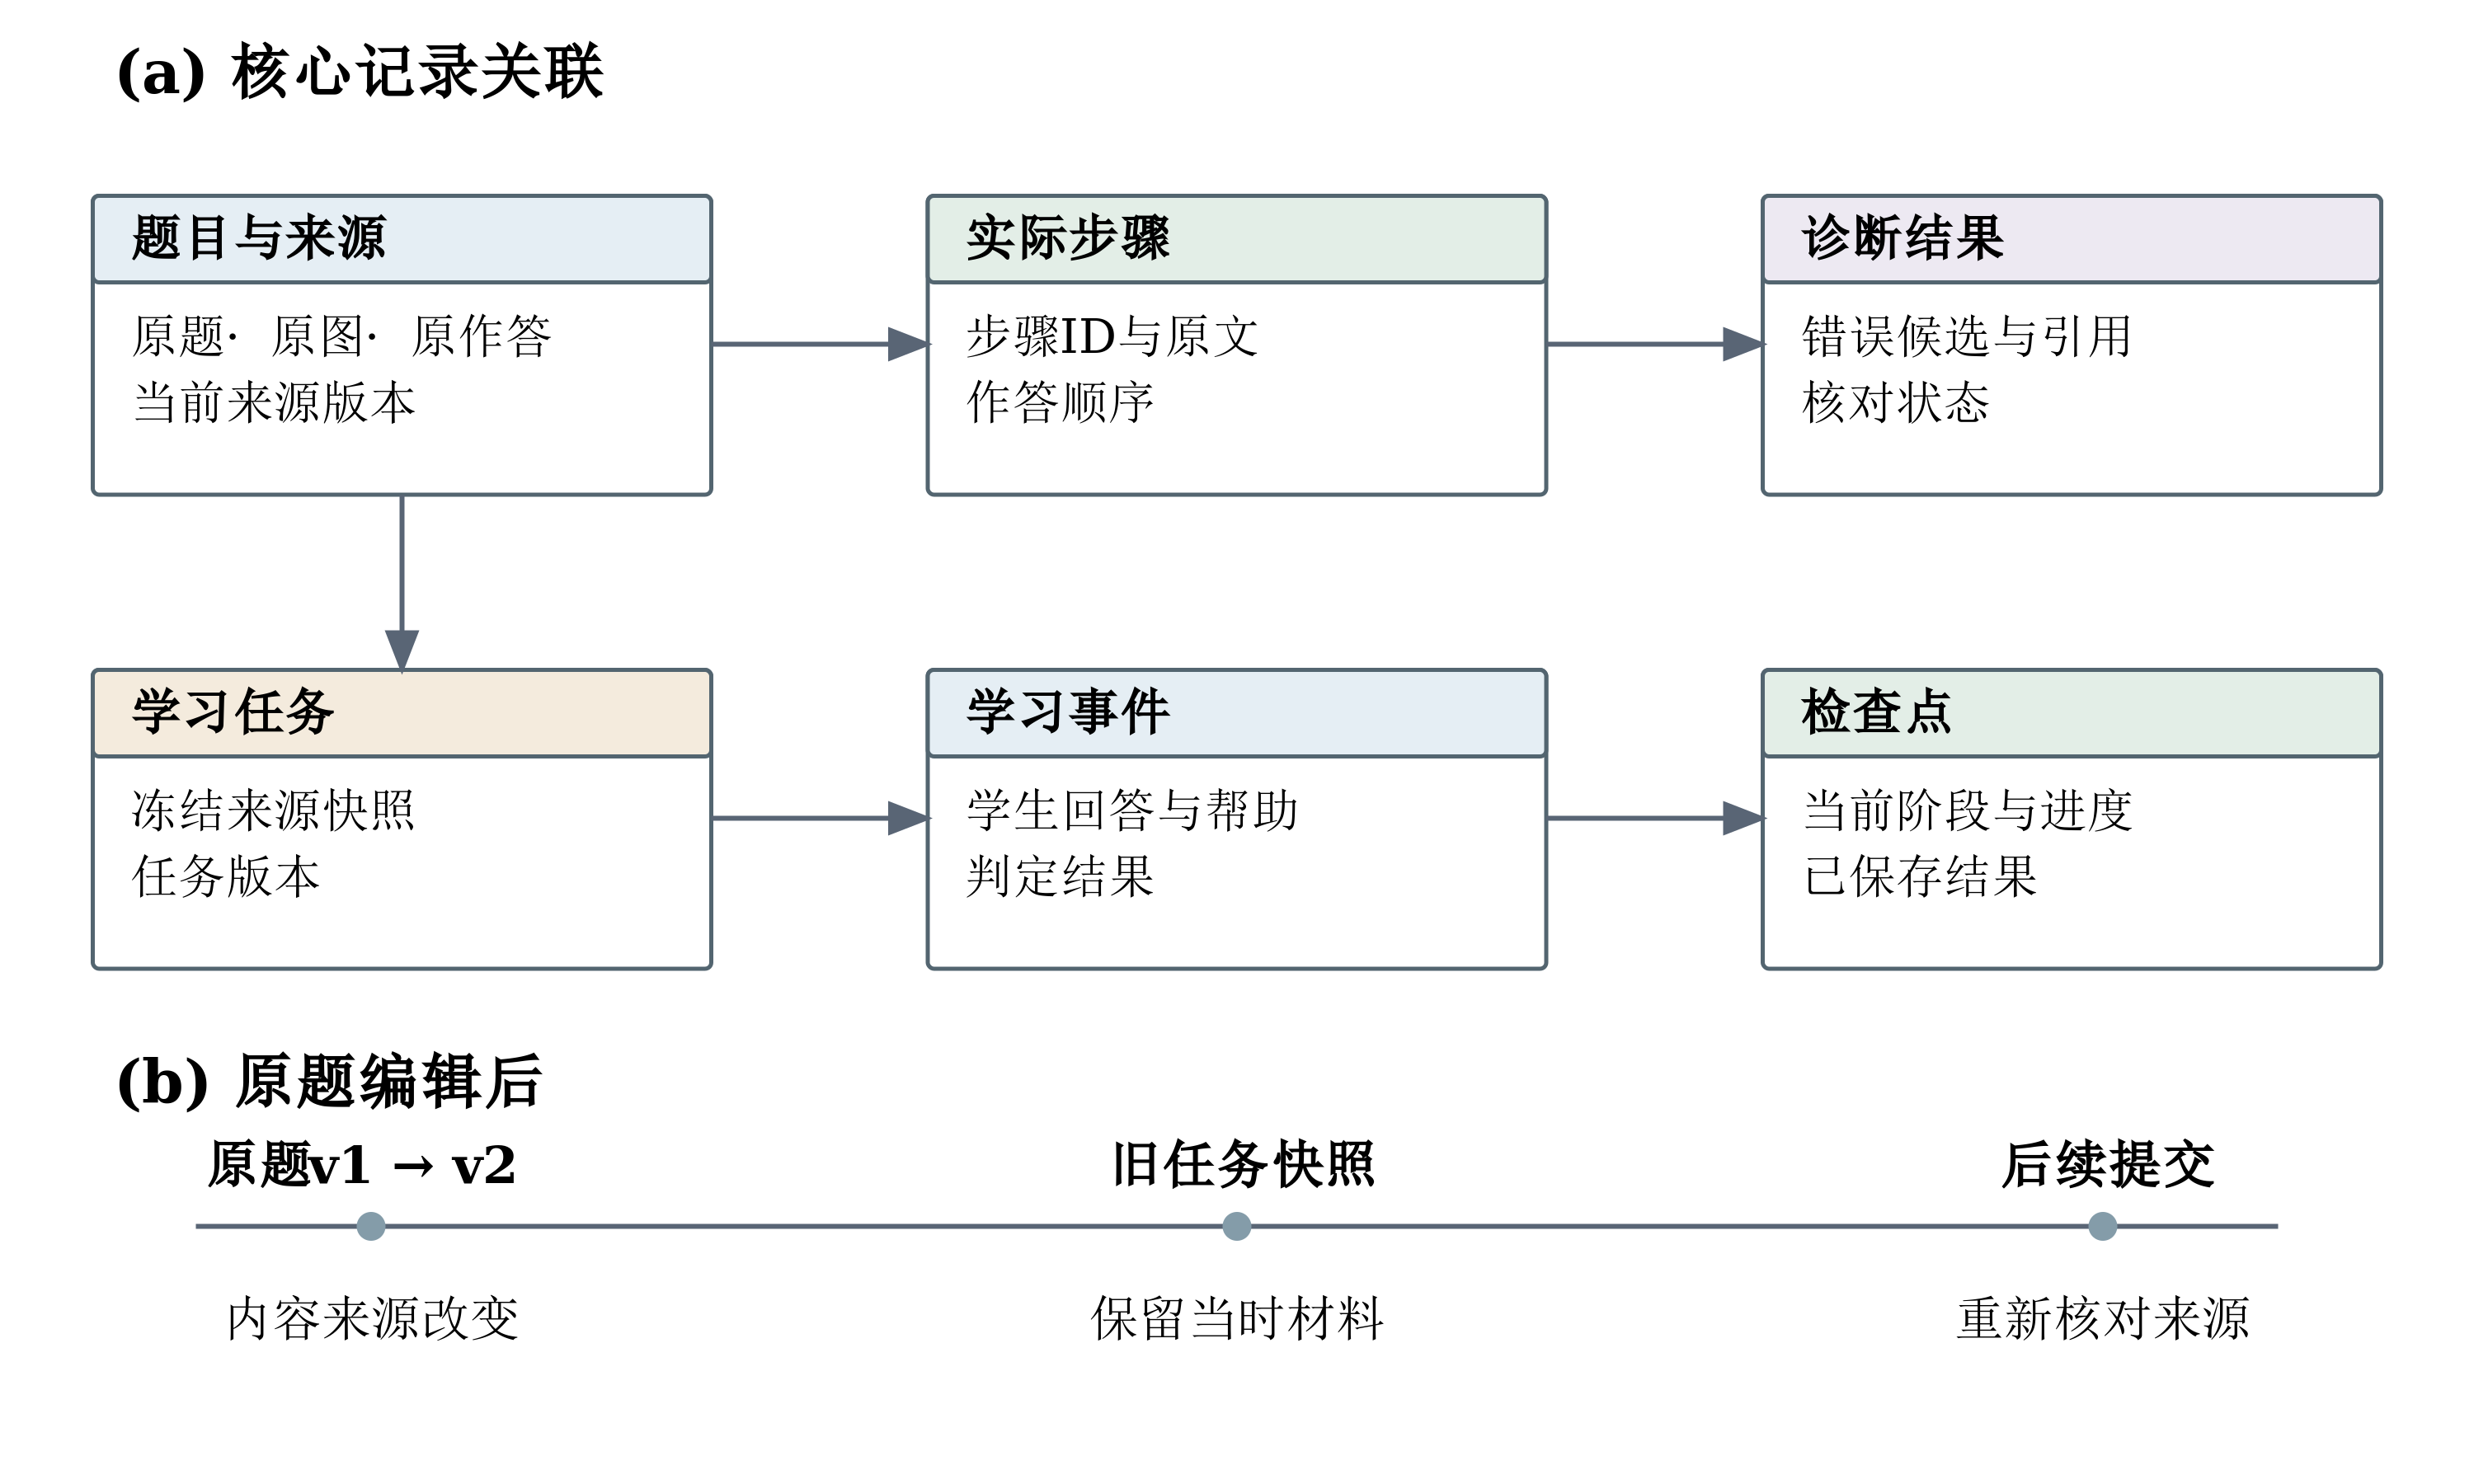 (a) 核心记录关联
题目与来源
原题· 原图· 原作答
当前来源版本
实际步骤
步骤ID与原文
作答顺序
诊断结果
错误候选与引用
核对状态
学习任务
冻结来源快照
任务版本
学习事件
学生回答与帮助
判定结果
检查点
当前阶段与进度
已保存结果
(b) 原题编辑后
原题v1 → v2
内容来源改变
旧任务快照
保留当时材料
后续提交
重新核对来源